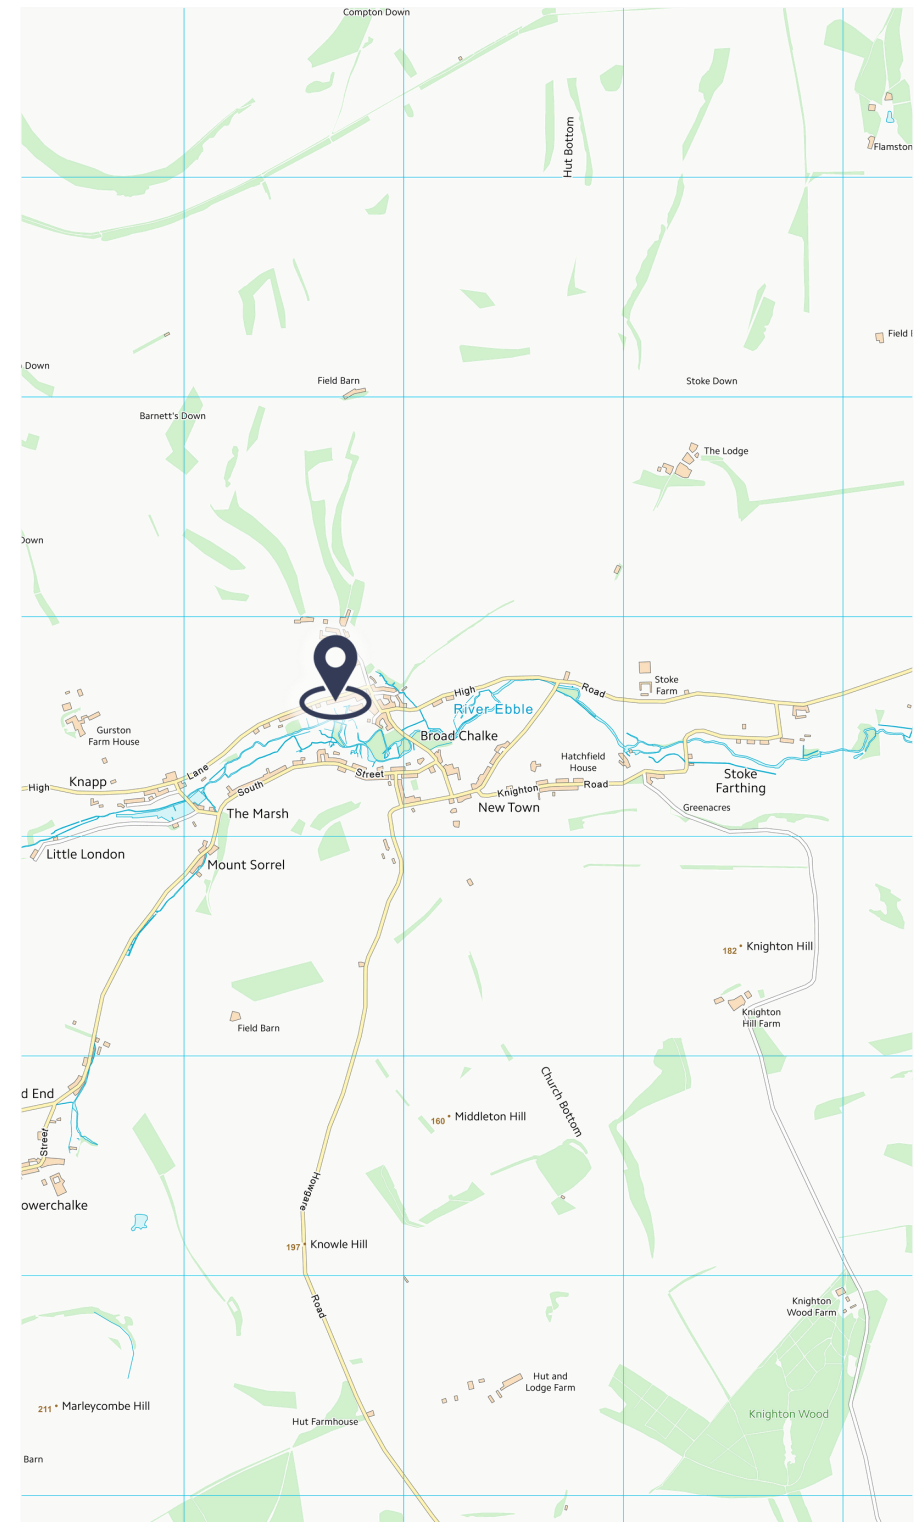 Compton Down
Hut Bottom
Flamston
Field
Down
Field Barn
Stoke Down
Barnett's Down
The Lodge
Down
Stoke
Farm
High
Road
River Ebble
Gurston
Farm House
Broad Chalke
Hatchfield
House
Lane
Street
Knapp
High
South
Knighton
Road
Stoke
Farthing
New Town
Greenacres
The Marsh
Little London
Mount Sorrel
182
Knighton Hill
Knighton
Hill Farm
Field Barn
Church Bottom
d End
160
Middleton Hill
Street
Howgare
owerchalke
197
Knowle Hill
Road
Knighton
Wood Farm
Hut and
Lodge Farm
211
Marleycombe Hill
Knighton Wood
Hut Farmhouse
Barn